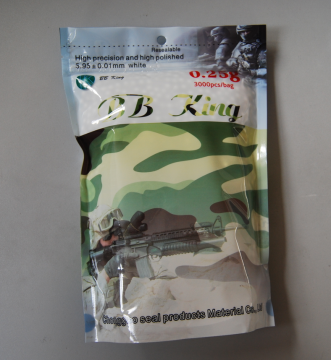 Resealable
High precision and high polished
5.95±0.01mm white
BB King
0.25g
3000pcs/bag
BB King
seal products Material Co.,